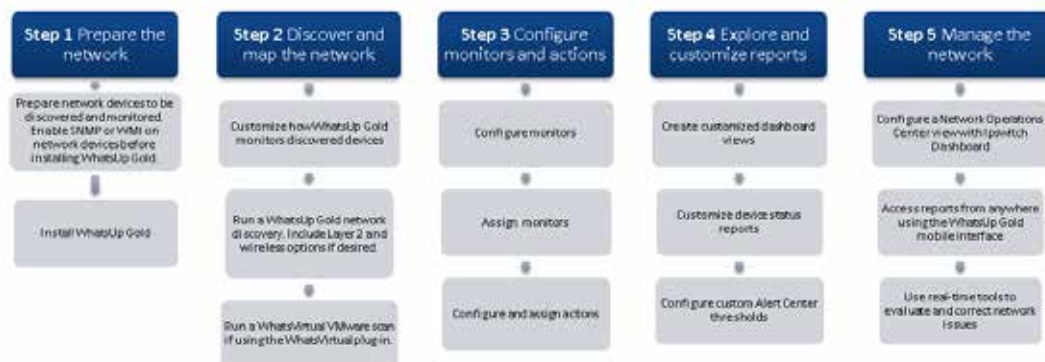 Step 1 Prepare the
network
Prepare network devices to be
discovered and monitored.
Enable SNMP or WMI on
network devices before
installing WhatsUp Gold.
Install WhatsUp Gold
Step 2 Discover and
map the network
Customize how WhatsUp Gold
monitors discovered devices
Run a WhatsUp Gold network
discovery. Include Layer 2 and
wireless options if desired.
Run a WhatsVirtual VMware scan
if using the WhatsVirtual plug-in.
Step 3 Configure
monitors and actions
Configure monitors
Assign monitors
Configure and assign actions
Step 4 Explore and
customize reports
Create customized dashboard
views
Customize device status
reports
Configure custom Alert Center
thresholds
Step 5 Manage the
network
Configure a Network Operations
Center view with Ipswitch
Dashboard
Access reports from anywhere
using the WhatsUp Gold
mobile interface
Use real-time tools to
evaluate and correct network
issues